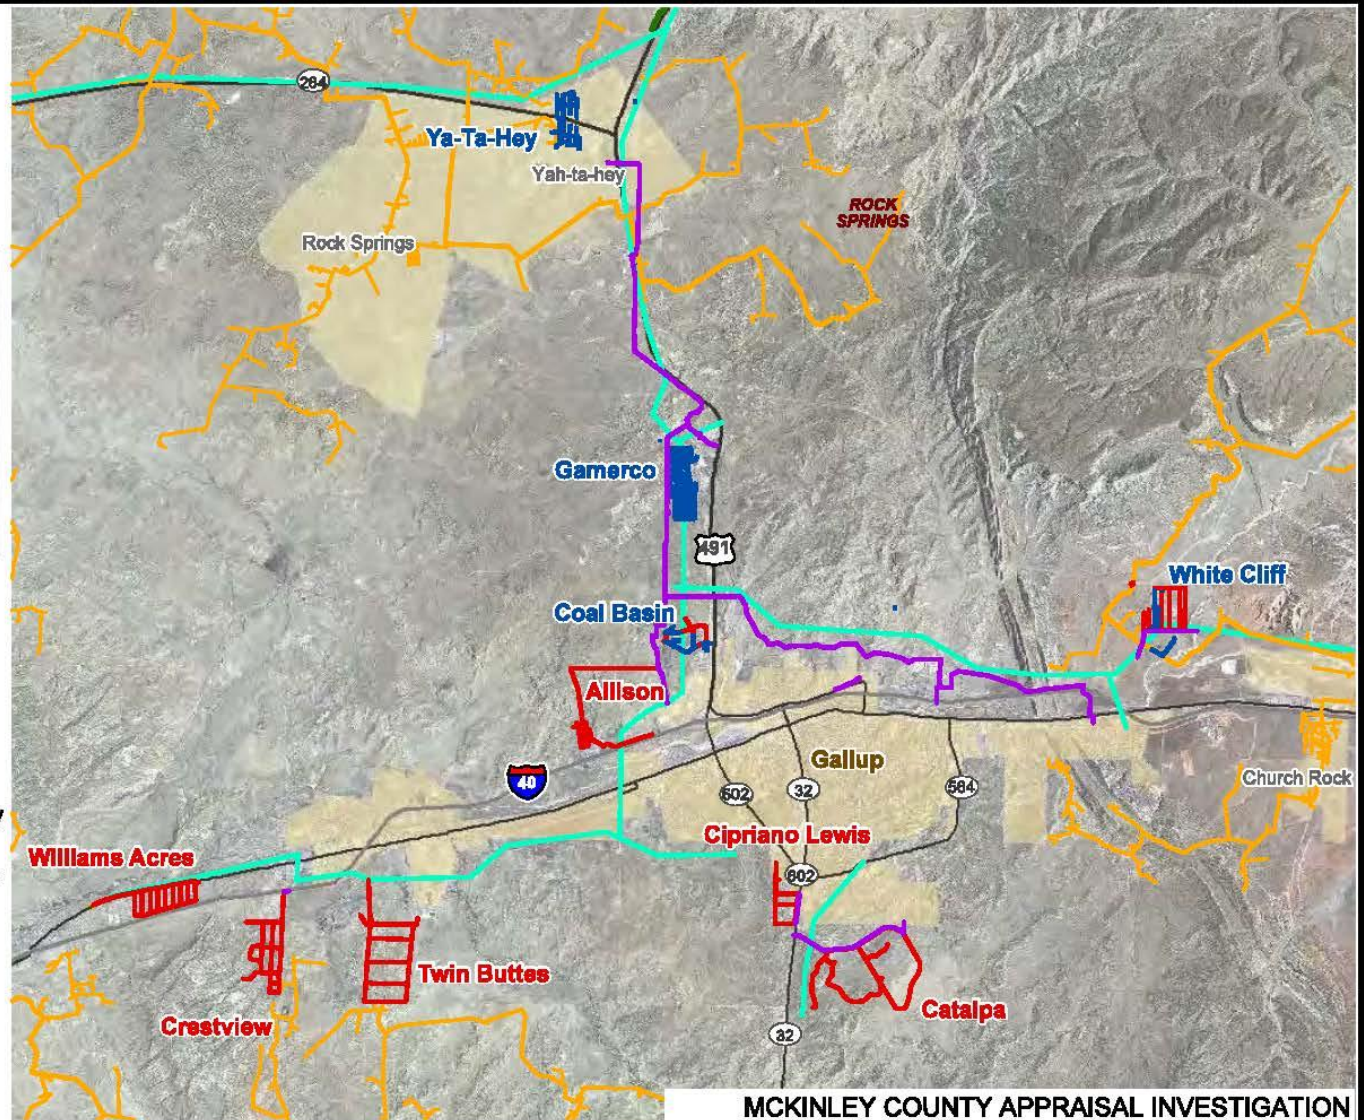 264
Ya-Ta-Hey
Yah-ta-hey
ROCK
SPRINGS
Rock Springs
Gamerco
491
White Cliff
Coal Basin
Allison
Gallup
40
602
32
564
Church Rock
Cipriano Lewis
Williams Acres
602
Twin Buttes
Catalpa
Crestview
32
MCKINLEY COUNTY APPRAISAL INVESTIGATION